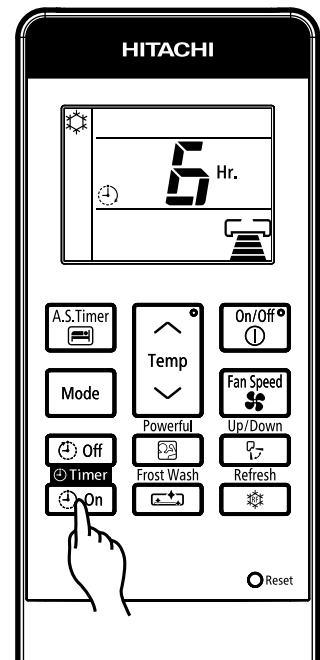 HITACHI
6 Hr.
A.S.Timer
Temp
On/Off
Mode
Fan Speed
Powerful
Up/Down
Off
Timer
Frost Wash
Refresh
On
Reset